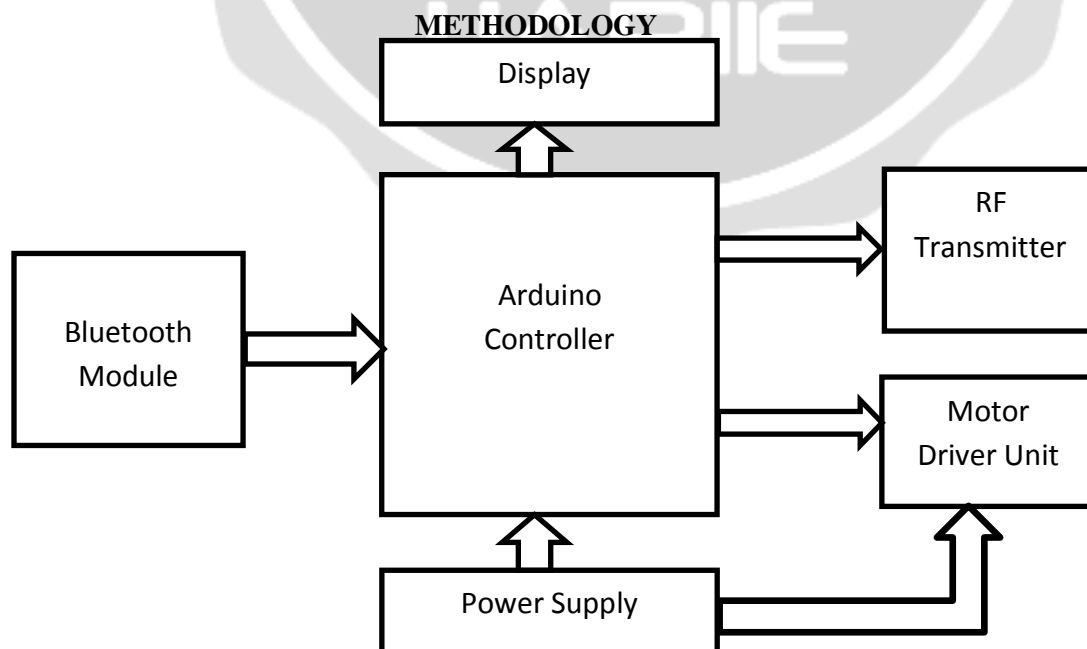 METHODOLOGY
Display
RF
Transmitter
Arduino
Controller
Bluetooth
Module
Motor
Driver Unit
Power Supply